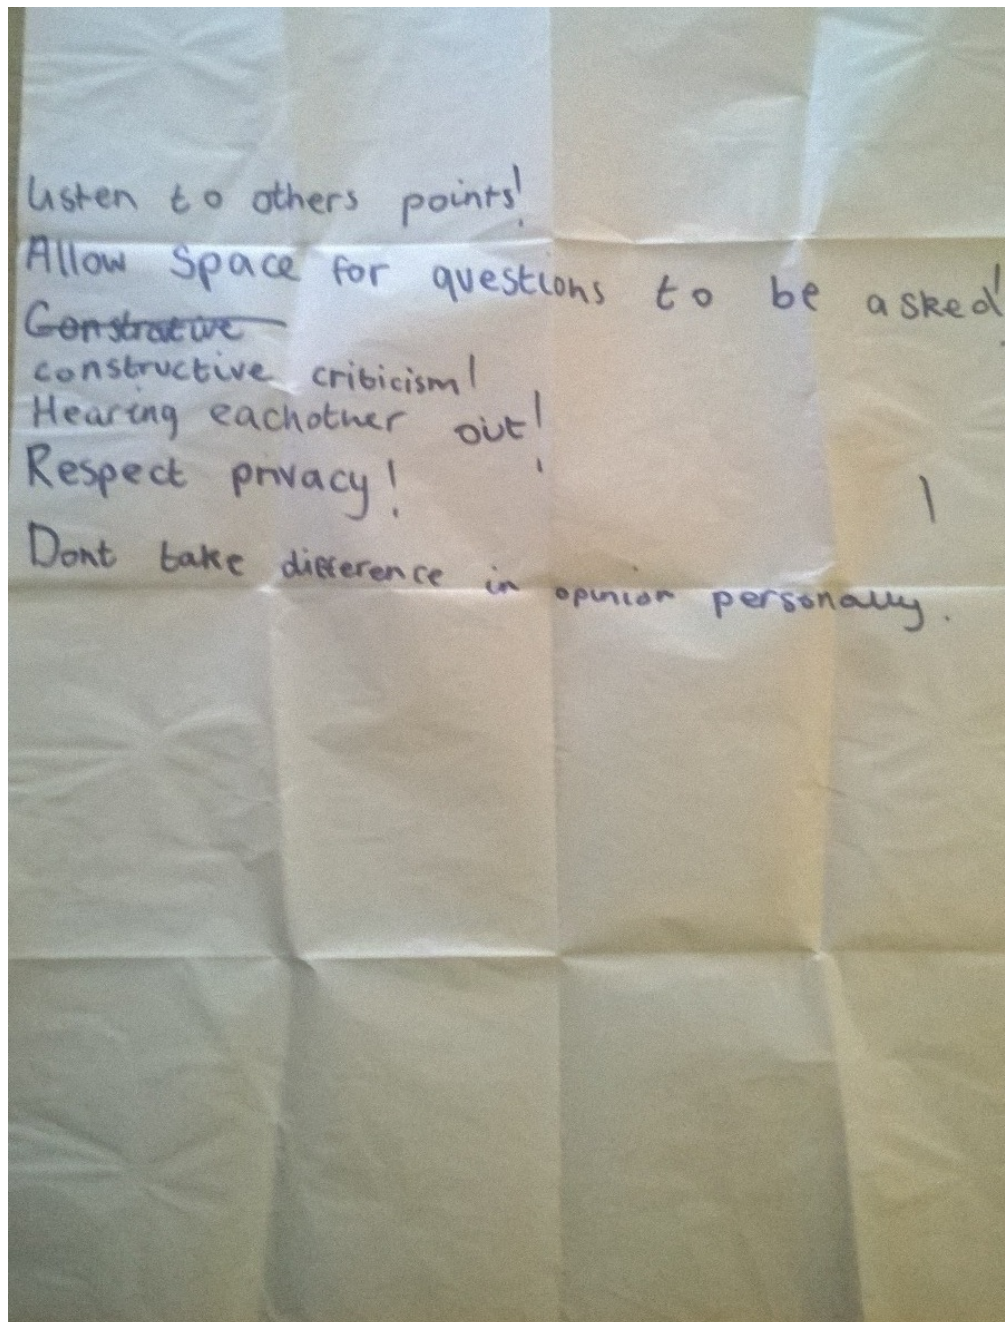 Listen to others points!
Allow space for questions to be asked!
Constrative
constructive criticism!
Hearing eachother out!
Respect privacy!
Dont take difference in opinion personally.